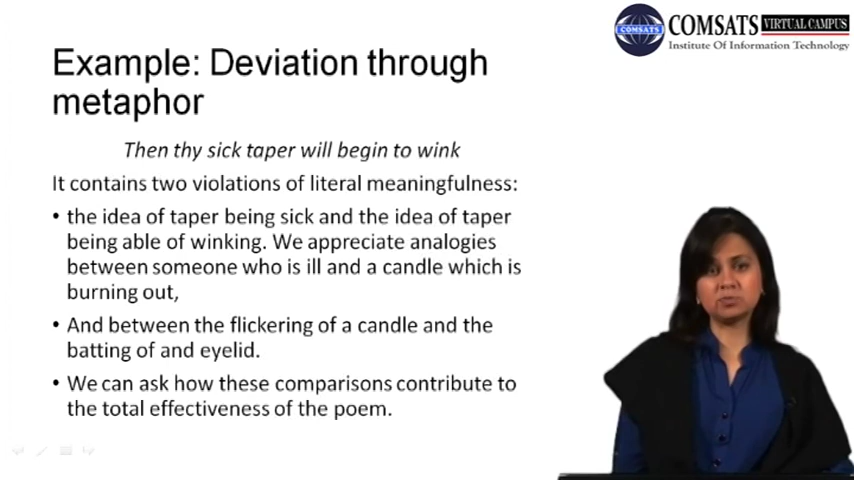 COMSATS VIRTUAL CAMPUS
COMSATS
Institute Of Information Technology
Example: Deviation through
metaphor
Then thy sick taper will begin to wink
It contains two violations of literal meaningfulness:
• the idea of taper being sick and the idea of taper
being able of winking. We appreciate analogies
between someone who is ill and a candle which is
burning out,
• And between the flickering of a candle and the
batting of and eyelid.
• We can ask how these comparisons contribute to
the total effectiveness of the poem.